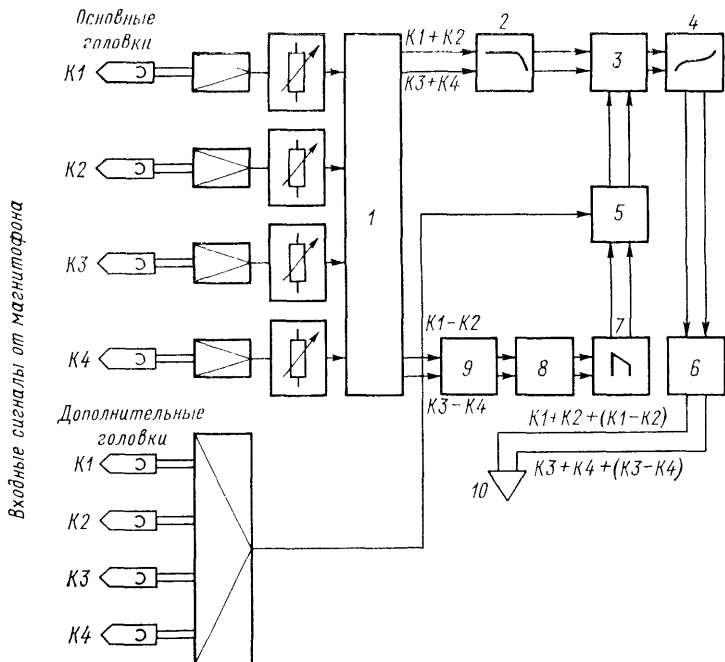 Основные
головки
К1
К2
К3
К4
Входные сигналы от магнитофона
1
К1+К2
К3+К4
2
3
4
5
К1−К2
К3−К4
9
8
7
6
К1+К2+(К1−К2)
К3+К4+(К3−К4)
10
Дополнительные
головки
К1
К2
К3
К4